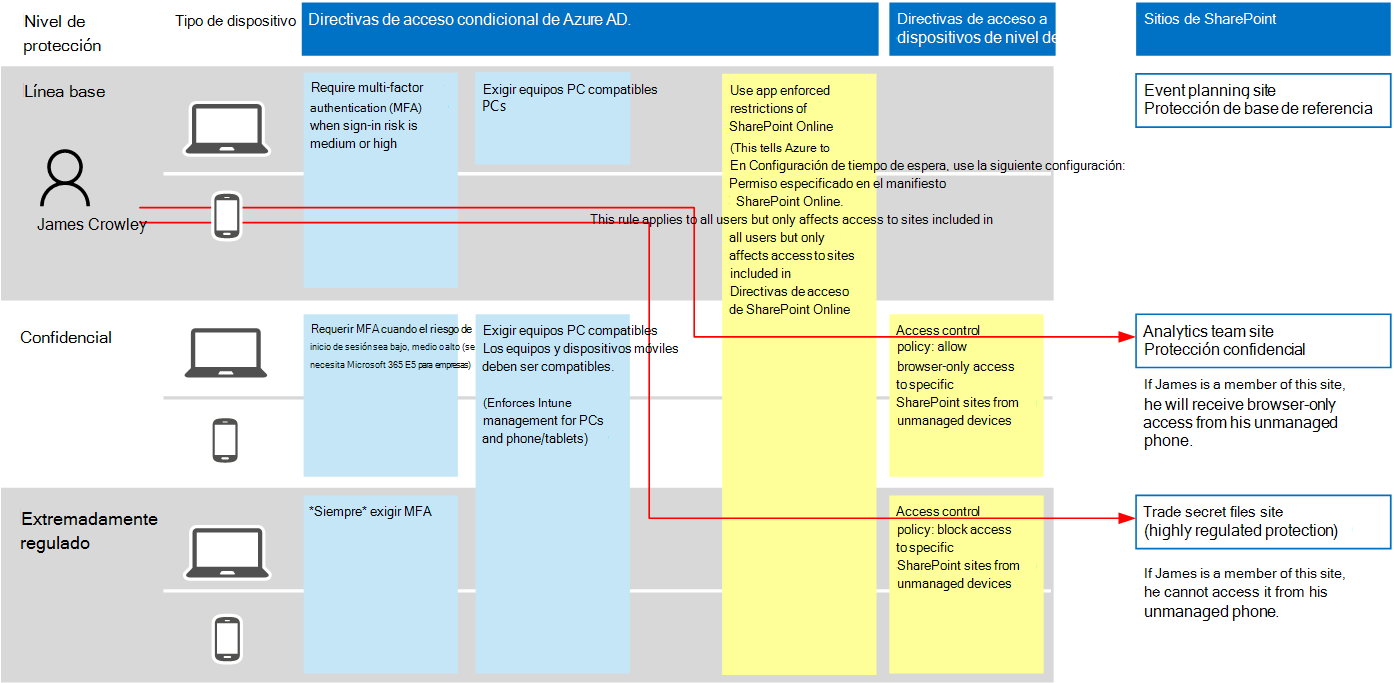 Nivel de
protección
Tipo de dispositivo
Directivas de acceso condicional de Azure AD.
Directivas de acceso a
dispositivos de nivel de
Sitios de SharePoint
Línea base
James Crowley
Require multi-factor
authentication (MFA)
when sign-in risk is
medium or high
Exigir equipos PC compatibles
PCs
Use app enforced
restrictions of
SharePoint Online
(This tells Azure to
En Configuración de tiempo de espera, use la siguiente configuración:
Permiso especificado en el manifiesto
SharePoint Online.
This rule applies to all users but only affects access to sites included in
all users but only
affects access to sites
included in
Directivas de acceso
de SharePoint Online
Event planning site
Protección de base de referencia
Confidencial
Requerir MFA cuando el riesgo de
inicio de sesión sea bajo, medio o alto (se
necesita Microsoft 365 E5 para empresas)
Exigir equipos PC compatibles
Los equipos y dispositivos móviles
deben ser compatibles.
(Enforces Intune
management for PCs
and phone/tablets)
Access control
policy: allow
browser-only access
to specific
SharePoint sites from
unmanaged devices
Analytics team site
Protección confidencial
If James is a member of this site,
he will receive browser-only
access from his unmanaged
phone.
Extremadamente
regulado
*Siempre* exigir MFA
Access control
policy: block access
to specific
SharePoint sites from
unmanaged devices
Trade secret files site
(highly regulated protection)
If James is a member of this site,
he cannot access it from his
unmanaged phone.